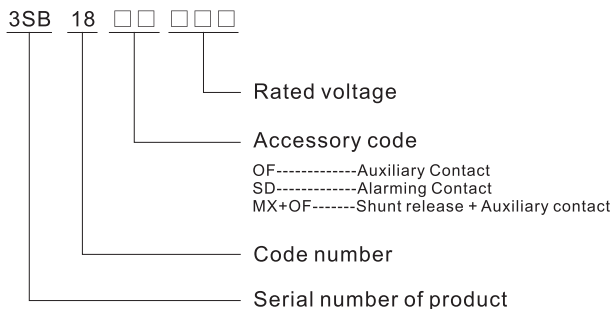 3SB 18 □□ □□□
Rated voltage
Accessory code
OF-------------Auxiliary Contact
SD-------------Alarming Contact
MX+OF-------Shunt release + Auxiliary contact
Code number
Serial number of product